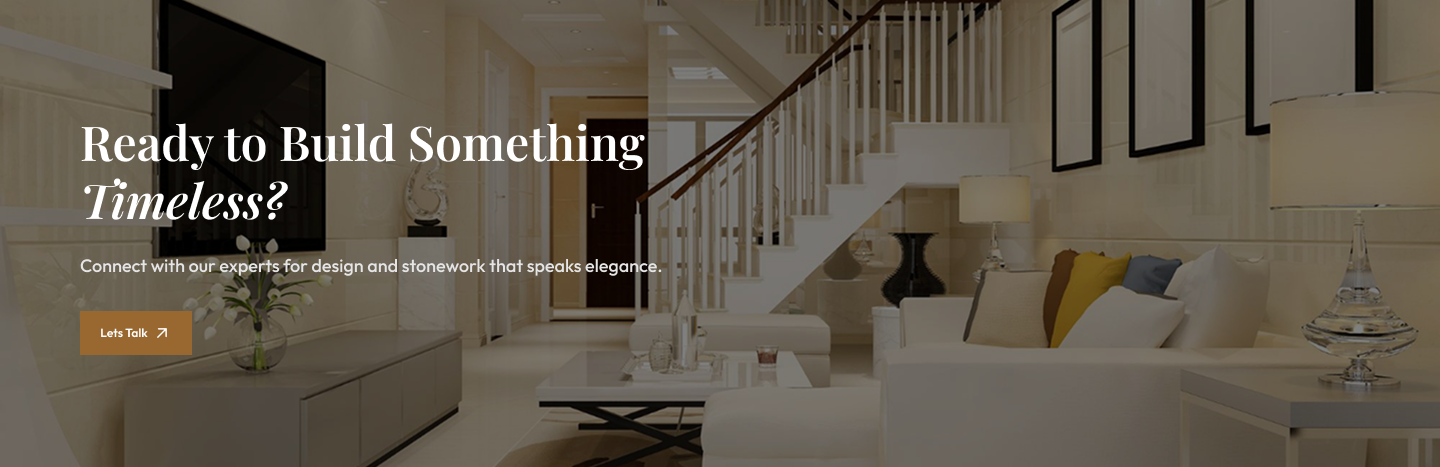 Ready to Build Something
Timeless?
Connect with our experts for design and stonework that speaks elegance.
Lets Talk